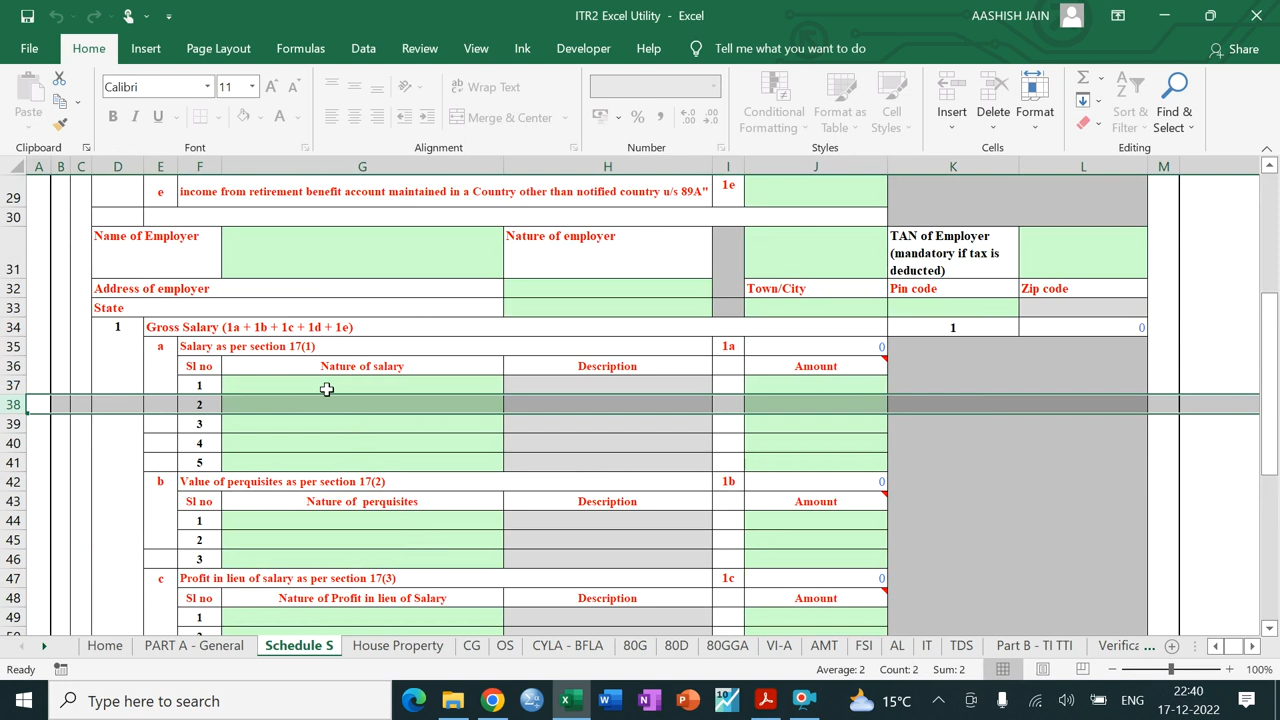 ITR2 Excel Utility - Excel
AASHISH JAIN
File Home Insert Page Layout Formulas Data Review View Ink Developer Help Tell me what you want to do Share
Paste
Clipboard
Calibri 11
B I U
Font
Wrap Text
Merge & Center
Alignment
Number
Conditional Formatting
Format as Table
Cell Styles
Styles
Insert Delete Format
Cells
Sort & Filter
Find & Select
Editing
A B C D E F G H I J K L M
29 e income from retirement benefit account maintained in a Country other than notified country u/s 89A" 1e
30
31 Name of Employer Nature of employer TAN of Employer (mandatory if tax is deducted)
32 Address of employer Town/City Pin code Zip code
33 State
34 1 Gross Salary (1a + 1b + 1c + 1d + 1e) 1 0
35 a Salary as per section 17(1) 1a 0
36 Sl no Nature of salary Description Amount
37 1
38 2
39 3
40 4
41 5
42 b Value of perquisites as per section 17(2) 1b 0
43 Sl no Nature of perquisites Description Amount
44 1
45 2
46 3
47 c Profit in lieu of salary as per section 17(3) 1c 0
48 Sl no Nature of Profit in lieu of Salary Description Amount
49 1
Home PART A - General Schedule S House Property CG OS CYLA - BFLA 80G 80D 80GGA VI-A AMT FSI AL IT TDS Part B - TI TTI Verifica ...
Ready Average: 2 Count: 2 Sum: 2 100%
Type here to search 15°C ENG 22:40
17-12-2022